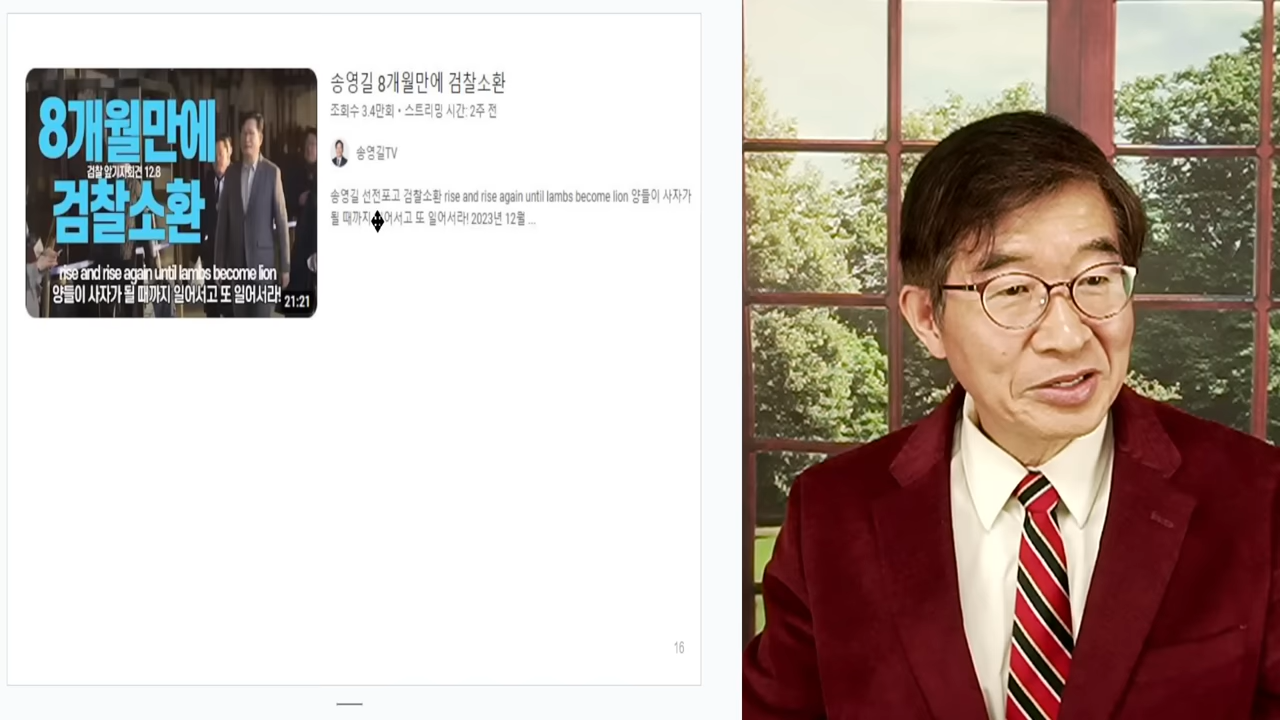 8개월만에
검찰 앞기자회견 12.8
검찰소환
rise and rise again until lambs become lion
양들이 사자가 될 때까지 일어서고 또 일어서라!
21:21
송영길 8개월만에 검찰소환
조회수 3.4만회 • 스트리밍 시간: 2주 전
송영길TV
송영길 선전포고 검찰소환 rise and rise again until lambs become lion 양들이 사자가
될 때까지 어서고 또 일어서라! 2023년 12월 ...
16